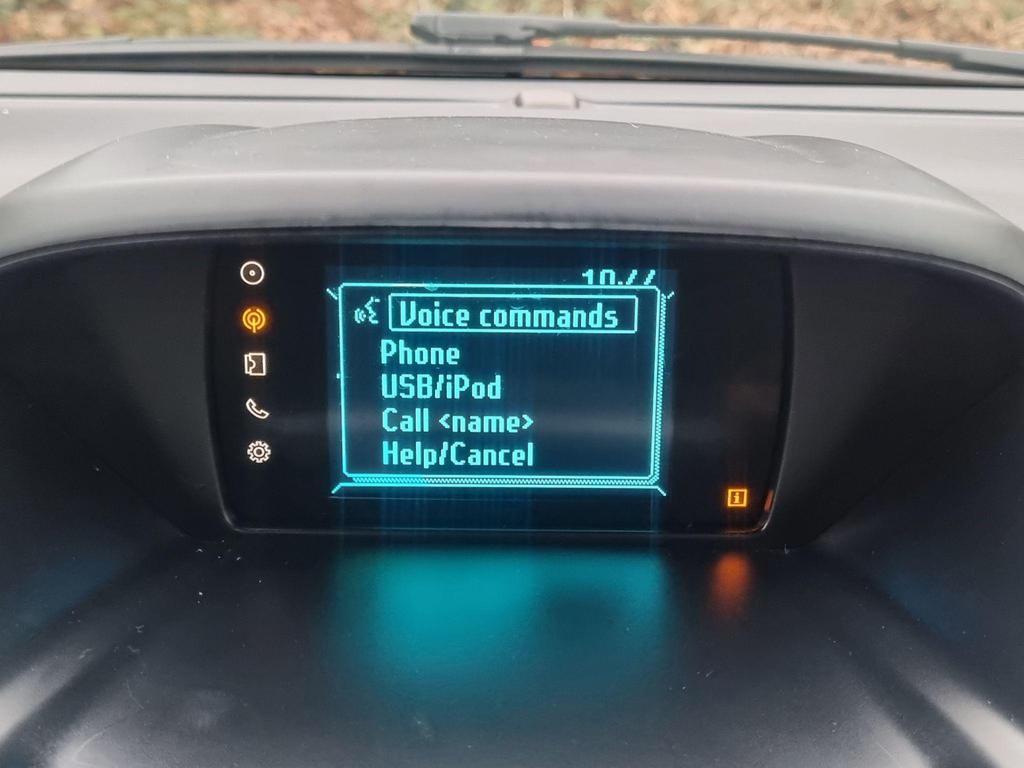 Voice commands
Phone
USB/iPod
Call <name>
Help/Cancel
i